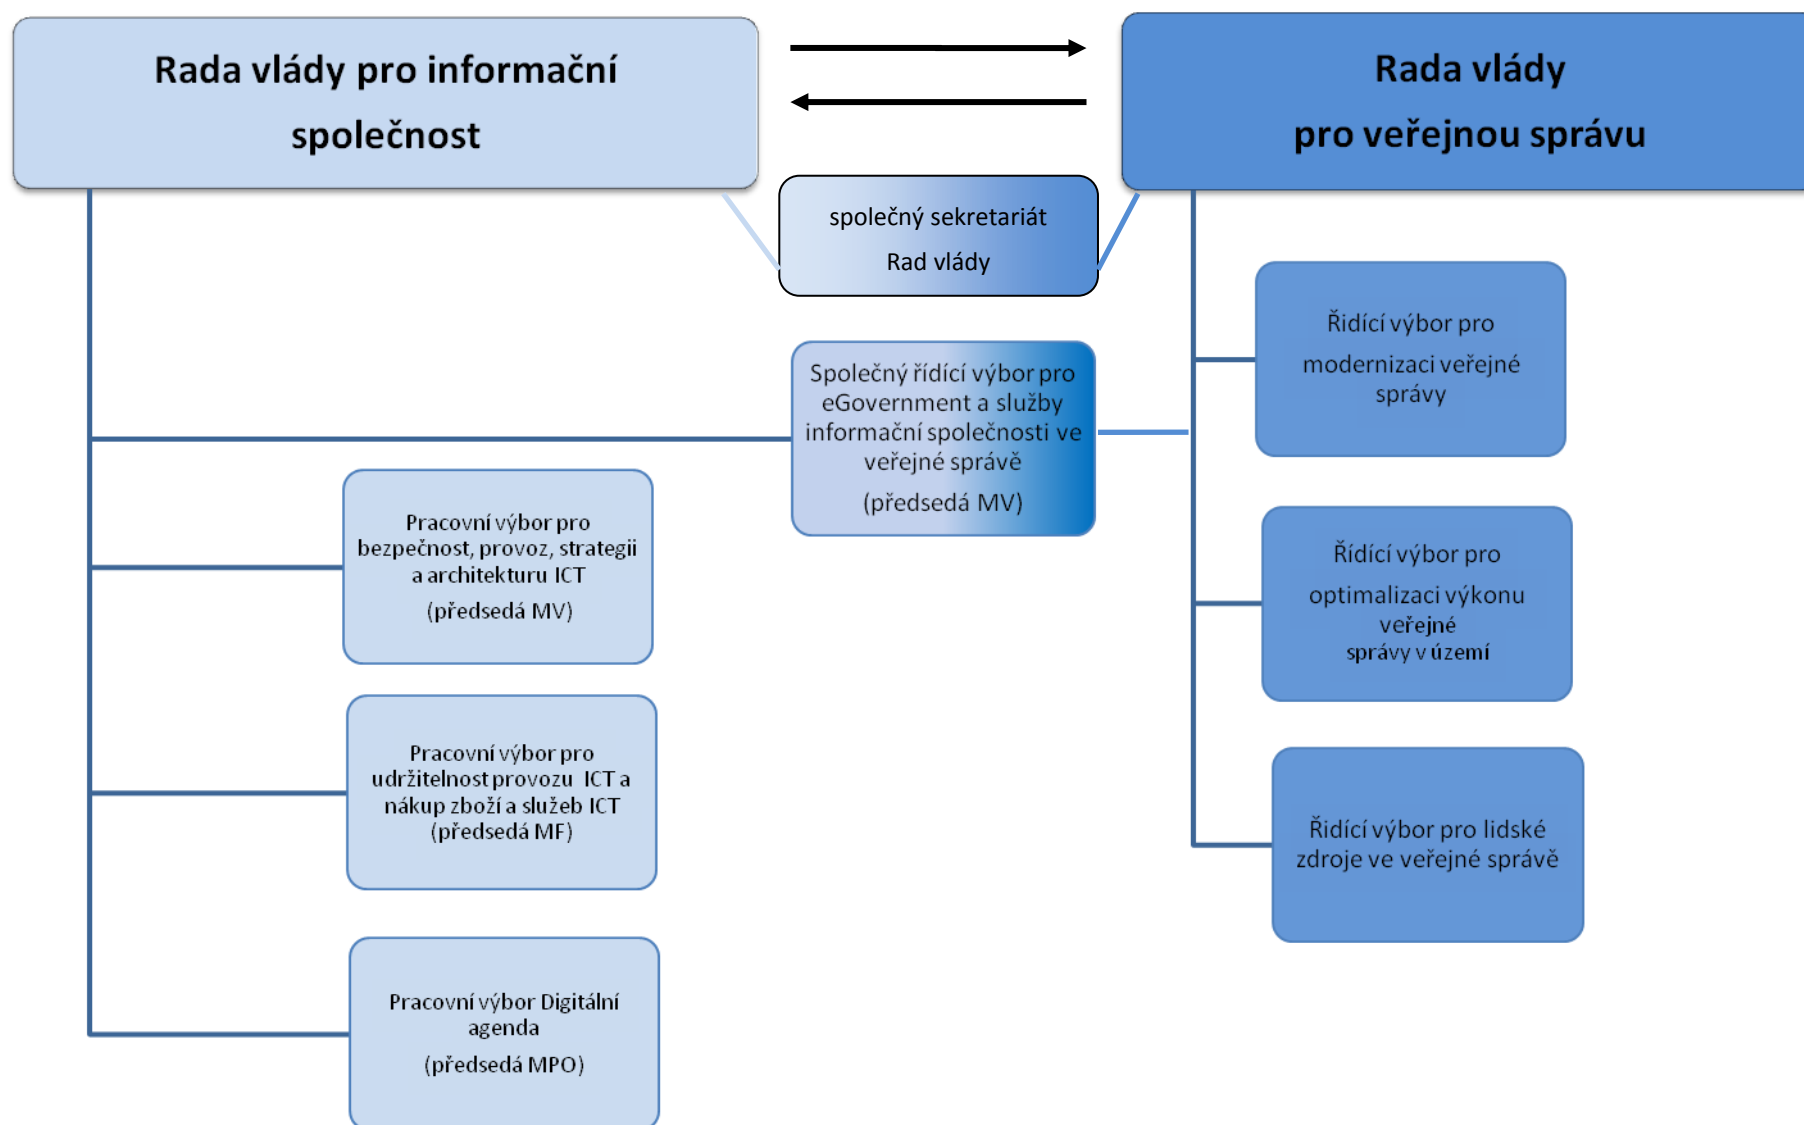 Rada vlády pro informační
společnost
Rada vlády
pro veřejnou správu
společný sekretariát
Rad vlády
Společný řídící výbor pro
eGovernment a služby
informační společnosti ve
veřejné správě
(předsedá MV)
Pracovní výbor pro
bezpečnost, provoz, strategii
a architekturu ICT
(předsedá MV)
Pracovní výbor pro
udržitelnost provozu ICT a
nákup zboží a služeb ICT
(předsedá MF)
Pracovní výbor Digitální
agenda
(předsedá MPO)
Řidící výbor pro
modernizaci veřejné
správy
Řídící výbor pro
optimalizaci výkonu
veřejné
správy v území
Řidící výbor pro lidské
zdroje ve veřejné správě